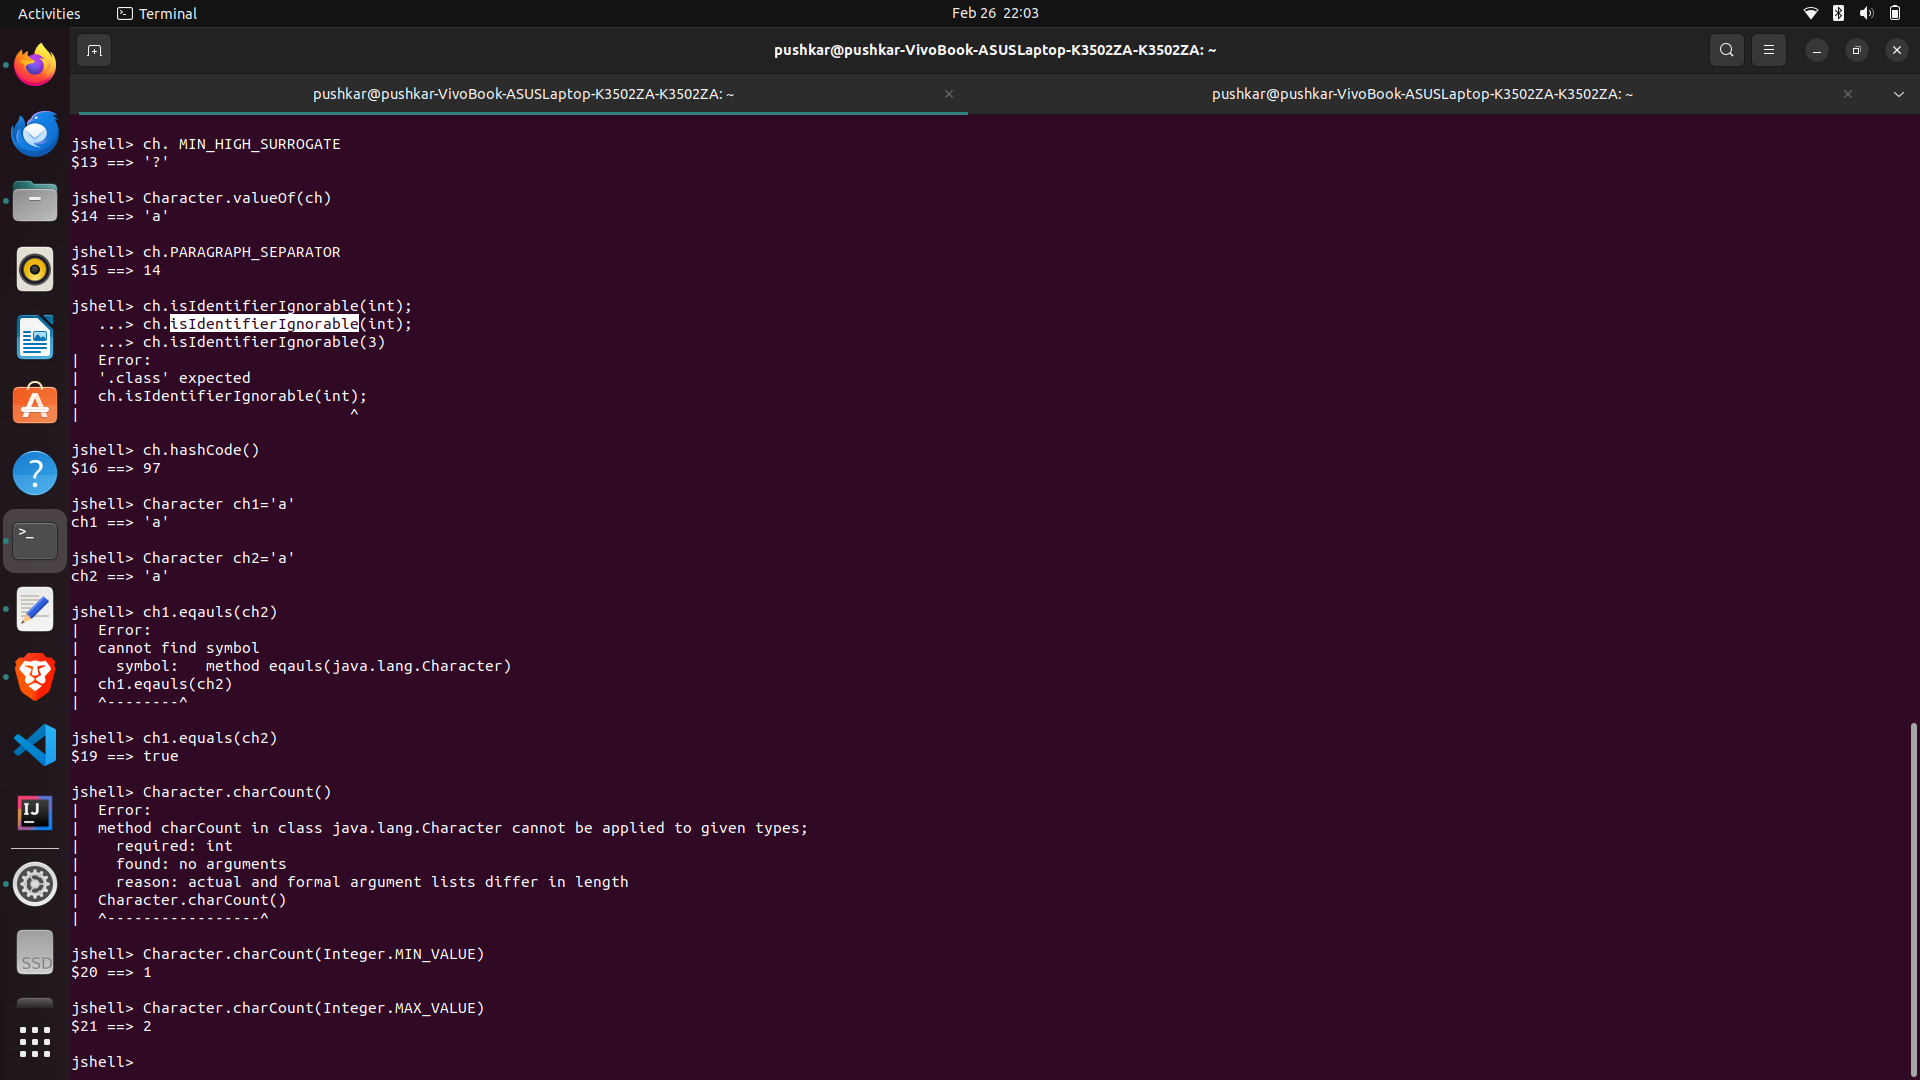 Activities
Terminal
Feb 26 22:03
pushkar@pushkar-VivoBook-ASUSLaptop-K3502ZA-K3502ZA: ~
pushkar@pushkar-VivoBook-ASUSLaptop-K3502ZA-K3502ZA: ~
pushkar@pushkar-VivoBook-ASUSLaptop-K3502ZA-K3502ZA: ~
jshell> ch. MIN_HIGH_SURROGATE
$13 ==> '?'
jshell> Character.valueOf(ch)
$14 ==> 'a'
jshell> ch.PARAGRAPH_SEPARATOR
$15 ==> 14
jshell> ch.isIdentifierIgnorable(int);
   ...> ch.isIdentifierIgnorable(int);
   ...> ch.isIdentifierIgnorable(3)
|  Error:
|  '.class' expected
|  ch.isIdentifierIgnorable(int);
|                              ^
jshell> ch.hashCode()
$16 ==> 97
jshell> Character ch1='a'
ch1 ==> 'a'
jshell> Character ch2='a'
ch2 ==> 'a'
jshell> ch1.eqauls(ch2)
|  Error:
|  cannot find symbol
|    symbol:   method eqauls(java.lang.Character)
|  ch1.eqauls(ch2)
|  ^--------^
jshell> ch1.equals(ch2)
$19 ==> true
jshell> Character.charCount()
|  Error:
|  method charCount in class java.lang.Character cannot be applied to given types;
|    required: int
|    found: no arguments
|    reason: actual and formal argument lists differ in length
|  Character.charCount()
|  ^-----------------^
jshell> Character.charCount(Integer.MIN_VALUE)
$20 ==> 1
jshell> Character.charCount(Integer.MAX_VALUE)
$21 ==> 2
jshell>
IJ
SSD